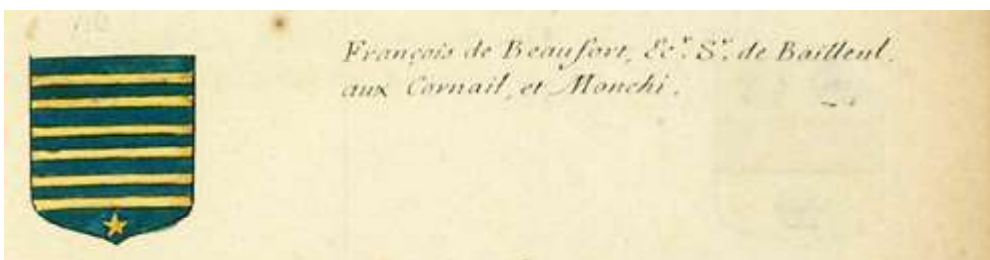 François de Beaufort, Ec.r S.r de Bailleul,
aux Cornail, et Monchi.